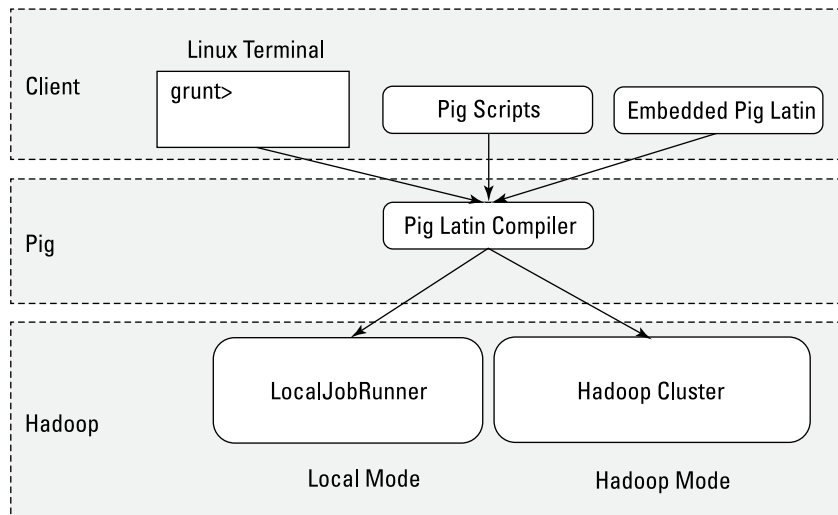 Linux Terminal
Client
grunt>
Pig Scripts
Embedded Pig Latin
Pig Latin Compiler
Pig
LocalJobRunner
Hadoop Cluster
Hadoop
Local Mode
Hadoop Mode